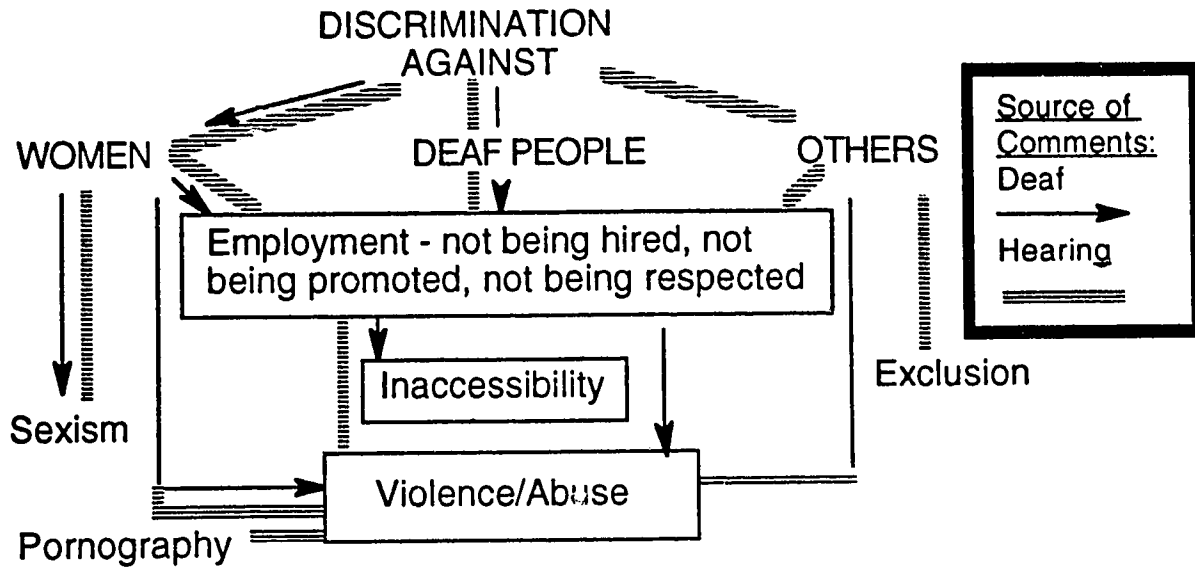 DISCRIMINATION
AGAINST
WOMEN
DEAF PEOPLE
OTHERS
Employment - not being hired, not
being promoted, not being respected
Inaccessibility
Exclusion
Sexism
Violence/Abuse
Pornography
Source of
Comments:
Deaf
Hearing